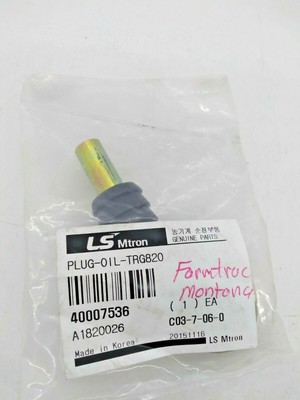 LS Mtron
농기계 순정부품
GENUINE PARTS
PLUG-OIL-TRG820
Farmtrac
Montana
40007536
( 1 ) EA
A1820026
C03-7-06-0
Made in Korea
20151116
LS Mtron